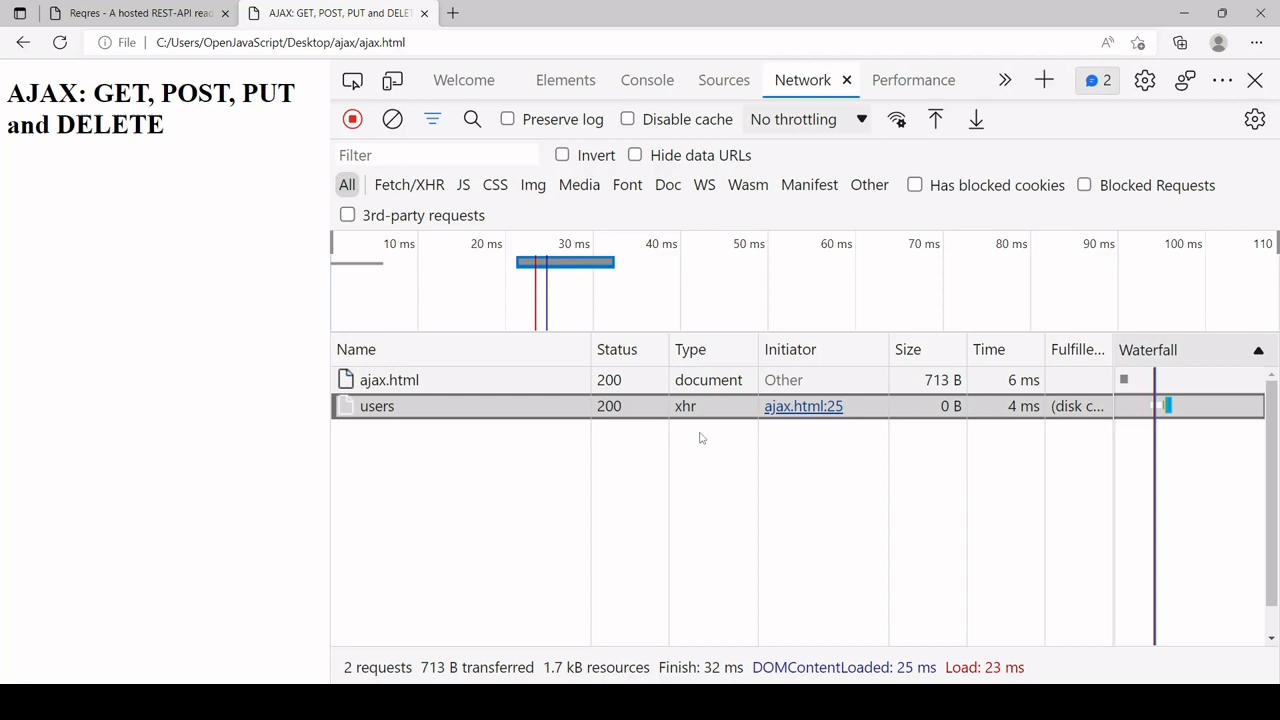 Reqres - A hosted REST-API read
AJAX: GET, POST, PUT and DELET
File
C:/Users/OpenJavaScript/Desktop/ajax/ajax.html
AJAX: GET, POST, PUT
and DELETE
Welcome Elements Console Sources Network Performance 2
Preserve log Disable cache No throttling
Filter Invert Hide data URLs
All Fetch/XHR JS CSS Img Media Font Doc WS Wasm Manifest Other Has blocked cookies Blocked Requests
3rd-party requests
10 ms 20 ms 30 ms 40 ms 50 ms 60 ms 70 ms 80 ms 90 ms 100 ms 110
Name Status Type Initiator Size Time Fulfille... Waterfall
ajax.html 200 document Other 713 B 6 ms
users 200 xhr ajax.html:25 0 B 4 ms (disk c...
2 requests 713 B transferred 1.7 kB resources Finish: 32 ms DOMContentLoaded: 25 ms Load: 23 ms